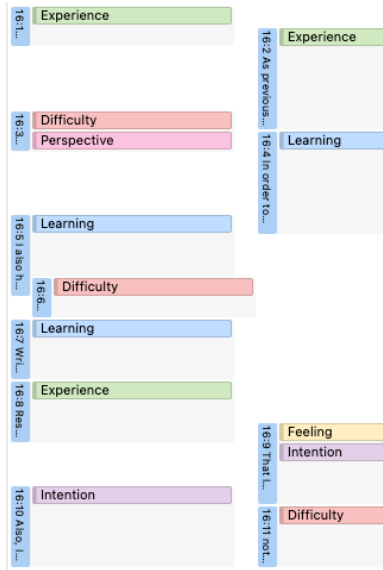 16:1...
Experience
16:2 As previous...
Experience
16:3...
Difficulty
Perspective
16:4 In order to...
Learning
16:5 I also h...
Learning
16:6...
Difficulty
16:7 Wri...
Learning
16:8 Res...
Experience
16:9 That I...
Feeling
Intention
16:10 Also, I...
Intention
16:11 not...
Difficulty